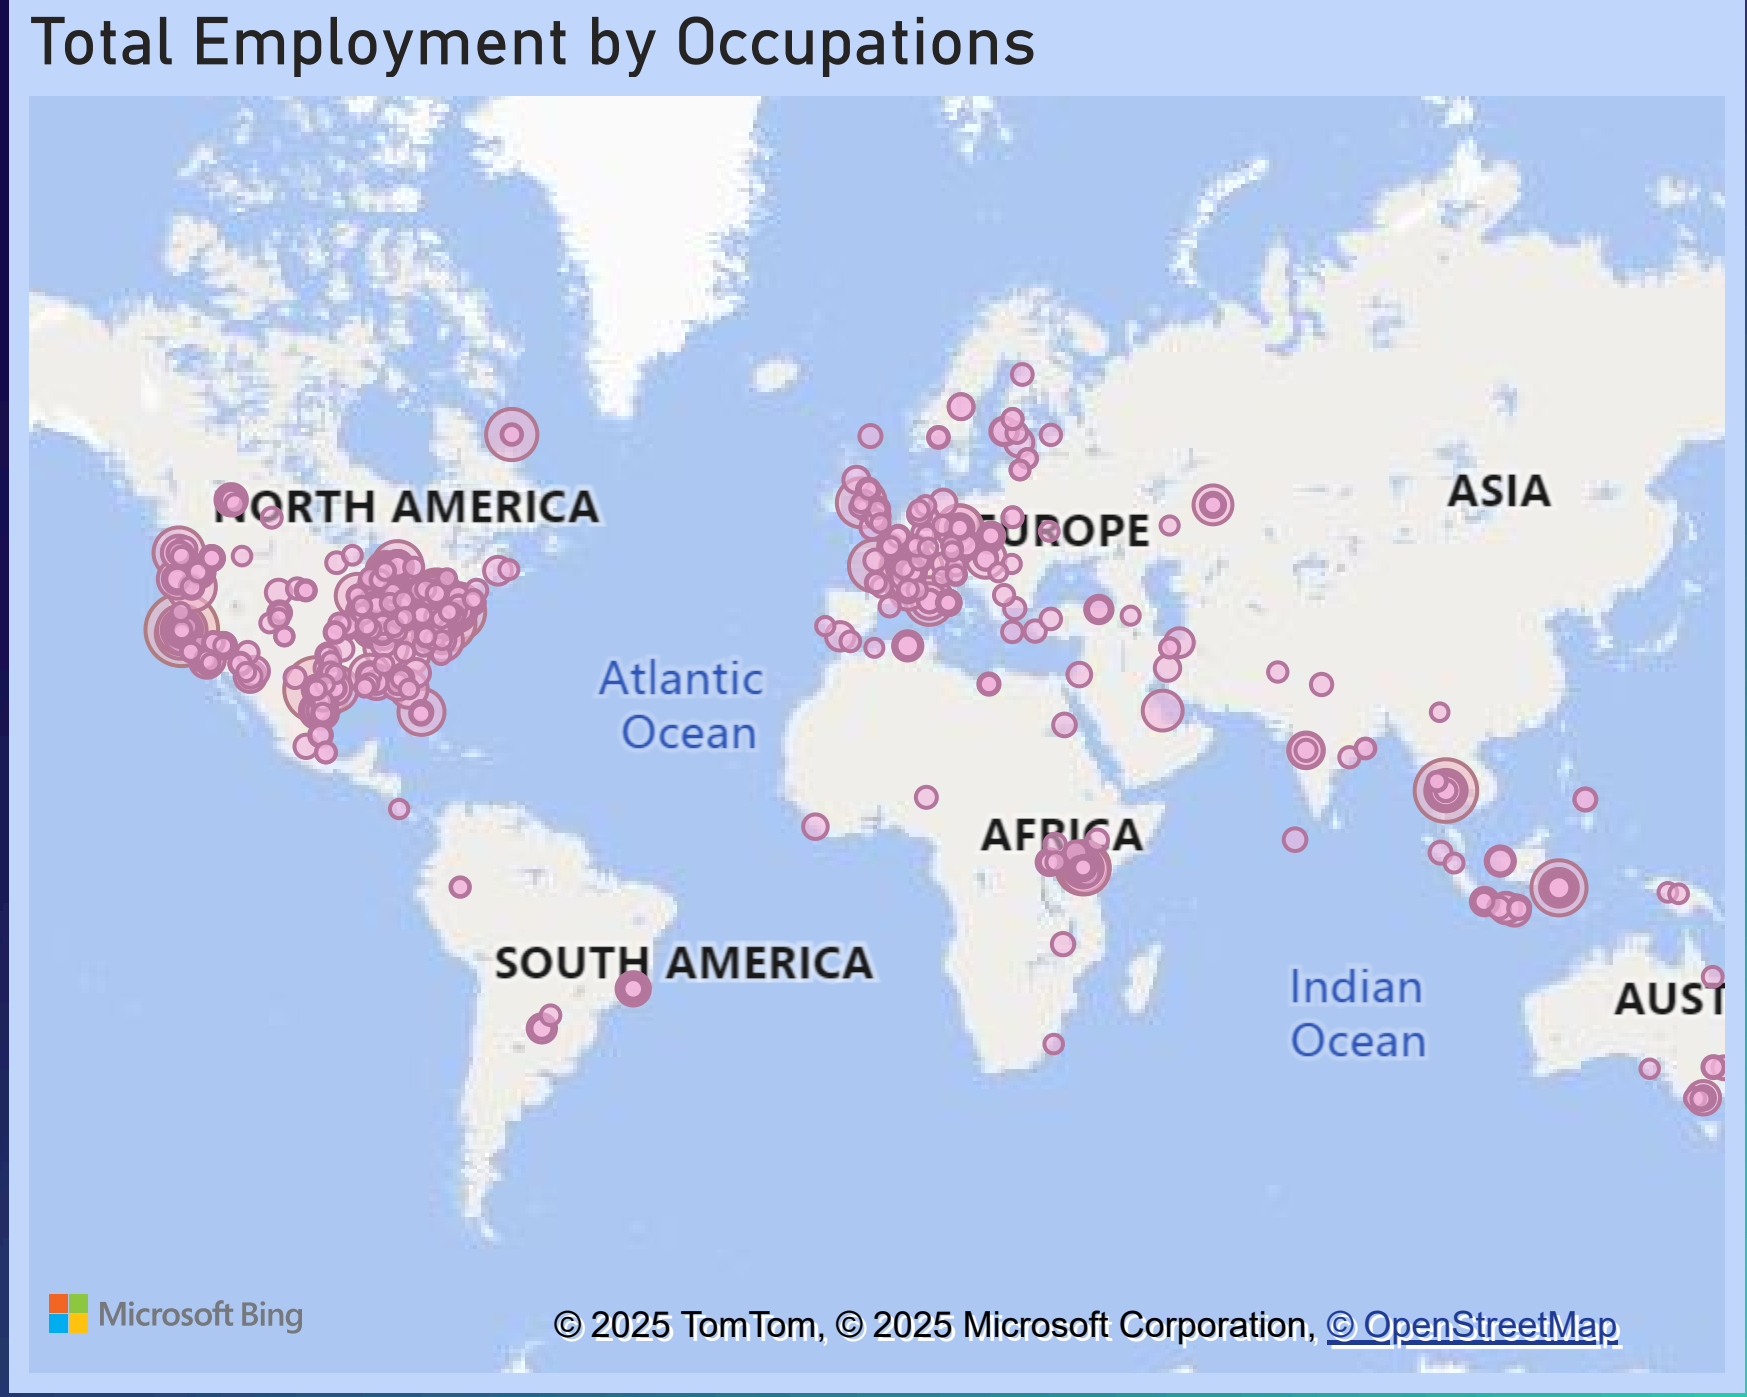 Total Employment by Occupations
NORTH AMERICA
ASIA
EUROPE
Atlantic
Ocean
AFRICA
SOUTH AMERICA
Indian
Ocean
AUST
Microsoft Bing
© 2025 TomTom, © 2025 Microsoft Corporation, © OpenStreetMap